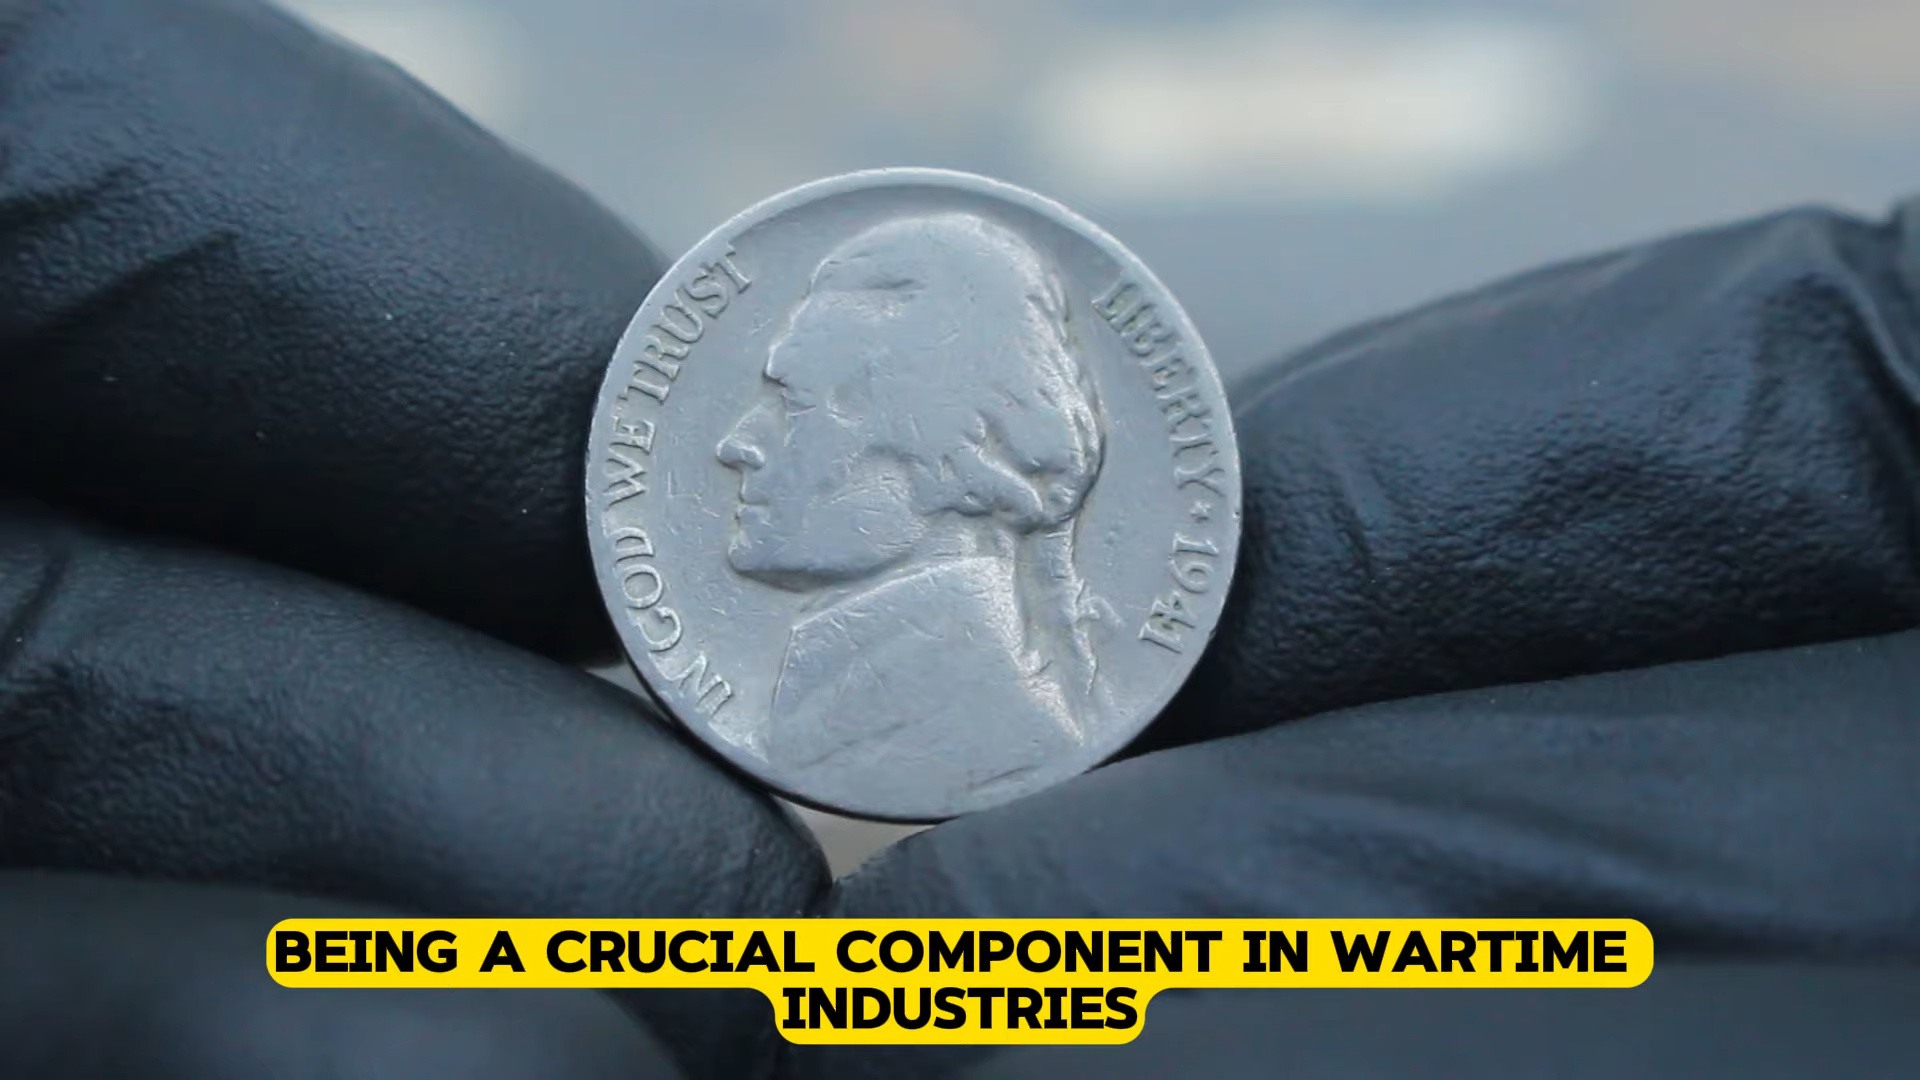 IN GOD WE TRUST
LIBERTY * 1941
BEING A CRUCIAL COMPONENT IN WARTIME
INDUSTRIES